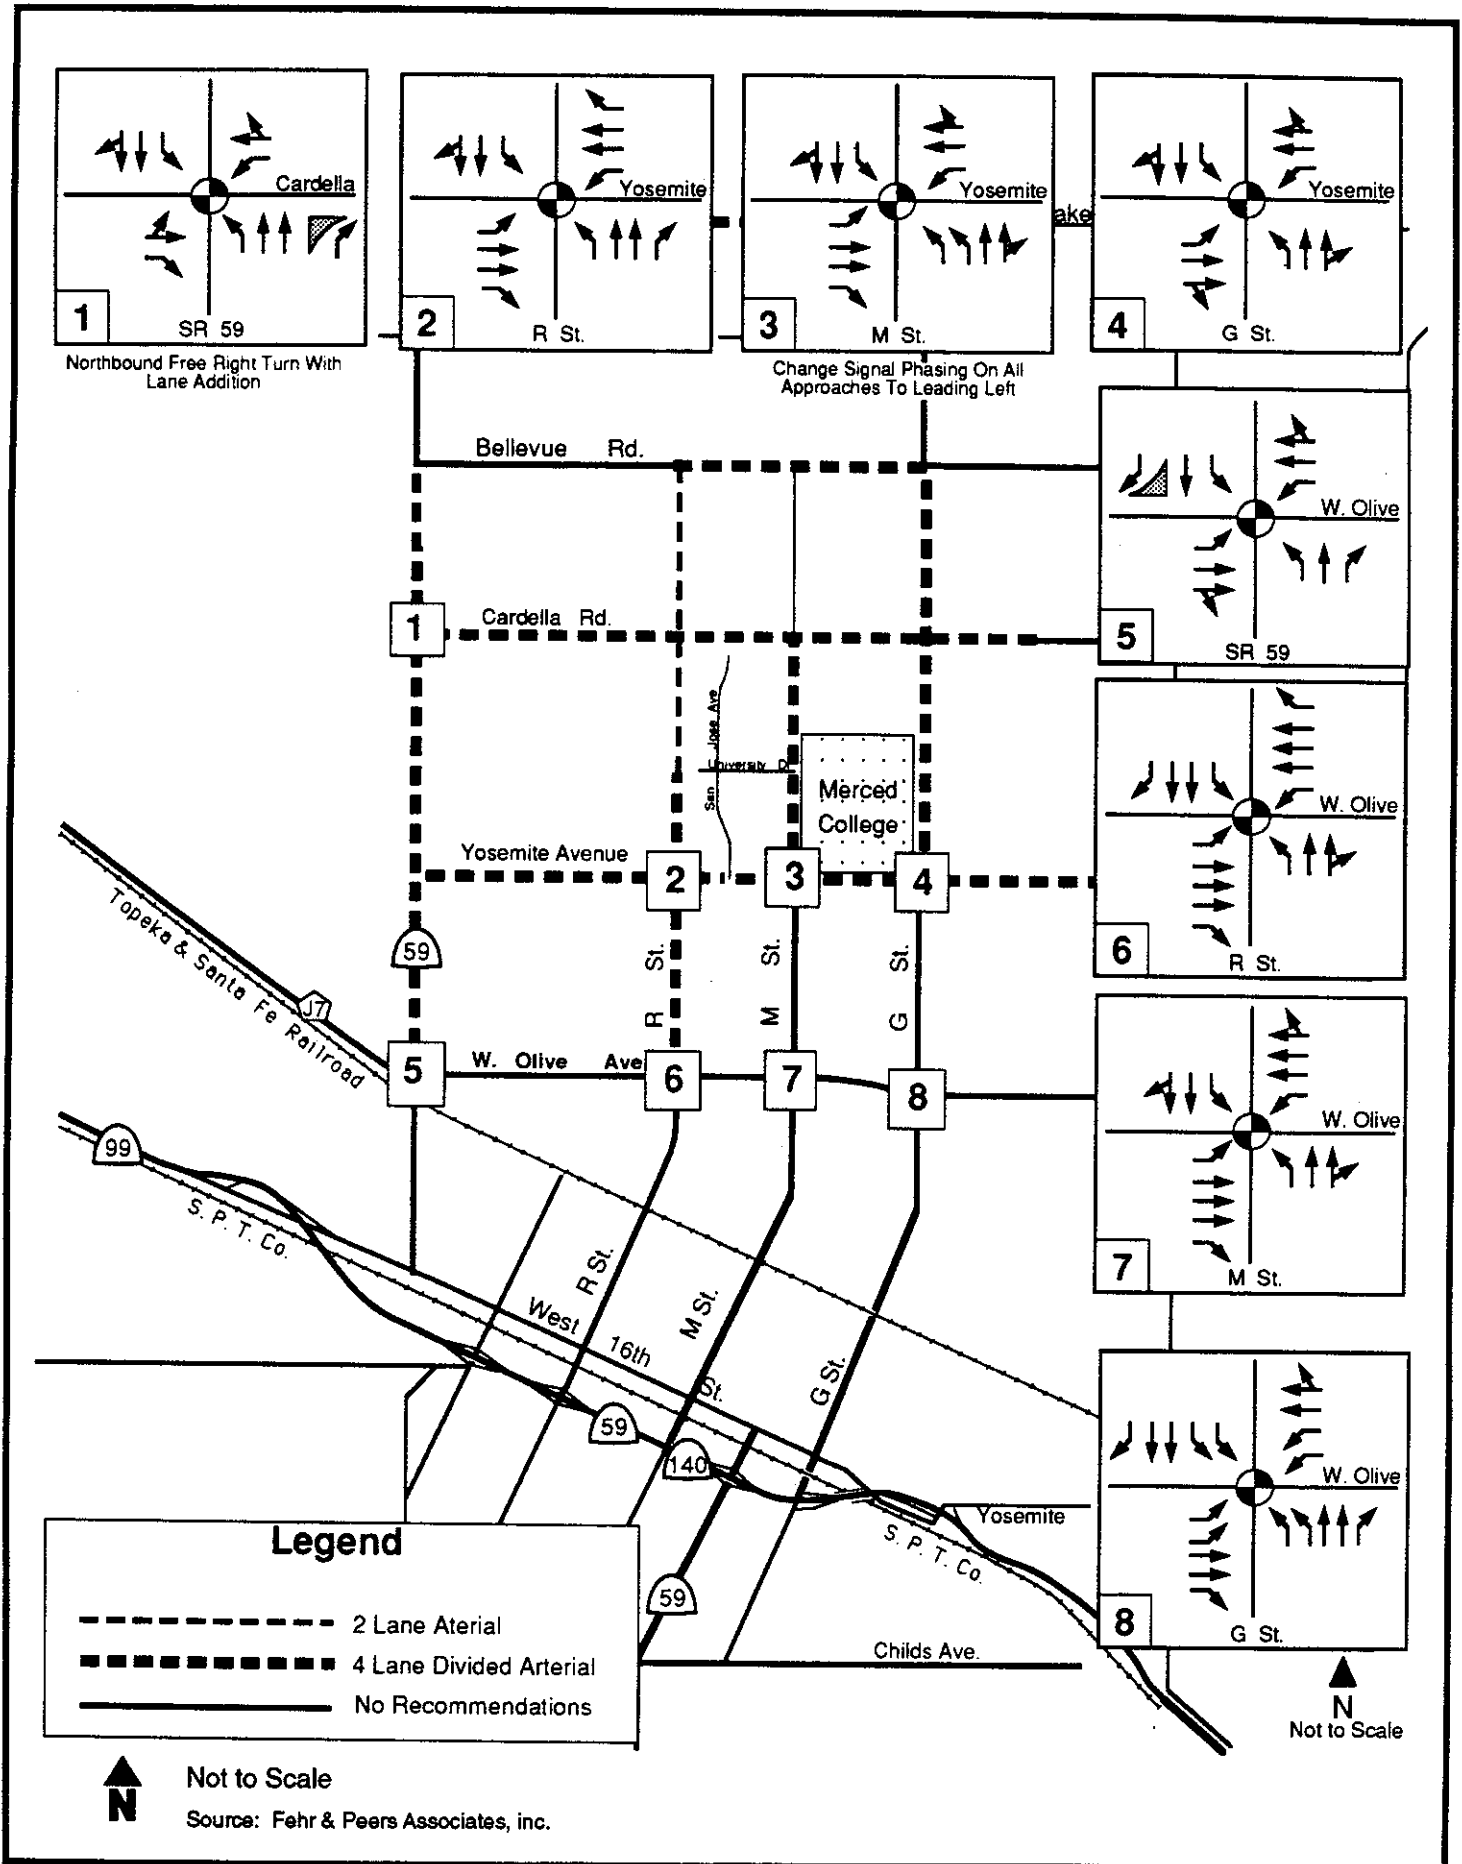 Cardella
1
SR 59
Northbound Free Right Turn With
Lane Addition
Yosemite
2
R St.
Yosemite
3
M St.
Change Signal Phasing On All
Approaches To Leading Left
ake
Yosemite
4
G St.
W. Olive
5
SR 59
W. Olive
6
R St.
W. Olive
7
M St.
W. Olive
8
G St.
N
Not to Scale
Bellevue Rd.
1
Cardella Rd.
San Jose Ave
University D
Merced
College
Yosemite Avenue
2
3
4
59
R St.
M St.
G St.
Topeka & Santa Fe Railroad
J7
5
W. Olive Ave
6
7
8
99
S. P. T. Co.
R St.
M St.
G St.
West 16th St.
59
140
Yosemite
S. P. T. Co.
59
Childs Ave.
Legend
2 Lane Aterial
4 Lane Divided Arterial
No Recommendations
N
Not to Scale
Source: Fehr & Peers Associates, inc.